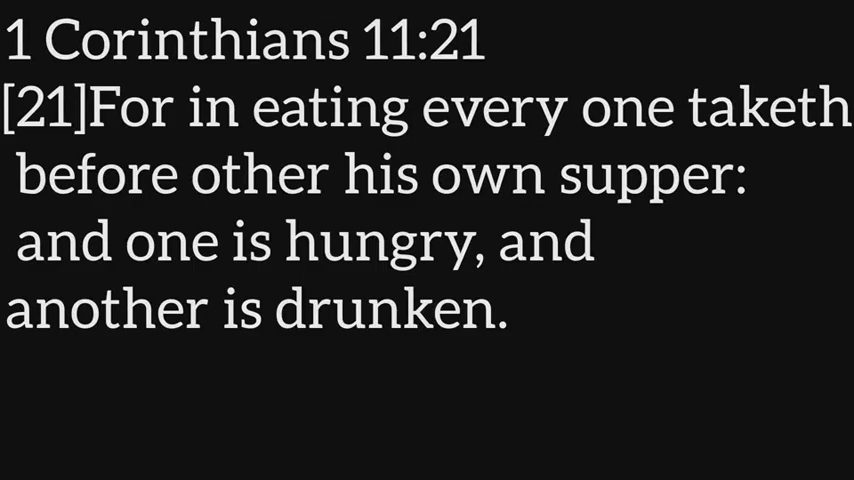 1 Corinthians 11:21
[21]For in eating every one taketh
before other his own supper:
and one is hungry, and
another is drunken.